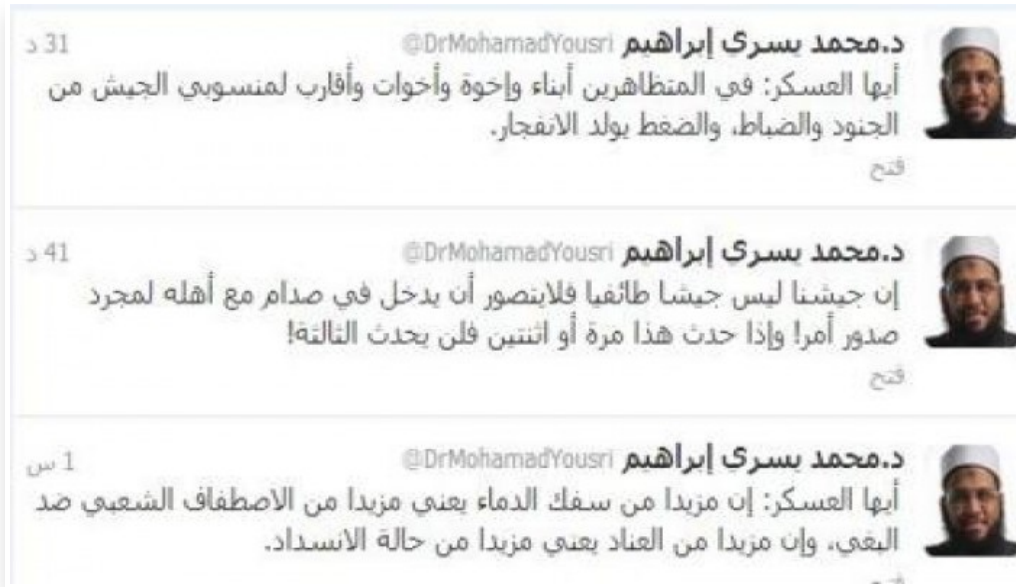 د.محمد يسرى إبراهيم @DrMohamadYousri 31 د
أيها العسكر: في المتظاهرين أبناء وإخوة وأخوات وأقارب لمنسوبي الجيش من
الجنود والضباط، والضغط يولد الانفجار.
فتح
د.محمد يسرى إبراهيم @DrMohamadYousri 41 د
إن جيشنا ليس جيشا طائفيا فلايتصور أن يدخل في صدام مع أهله لمجرد
صدور أمر! وإذا حدث هذا مرة أو اثنتين فلن يحدث الثالثة!
فتح
د.محمد يسرى إبراهيم @DrMohamadYousri 1 س
أيها العسكر: إن مزيدا من سفك الدماء يعني مزيدا من الاصطفاف الشعبي ضد
البغي، وإن مزيدا من العناد يعني مزيدا من حالة الانسداد.